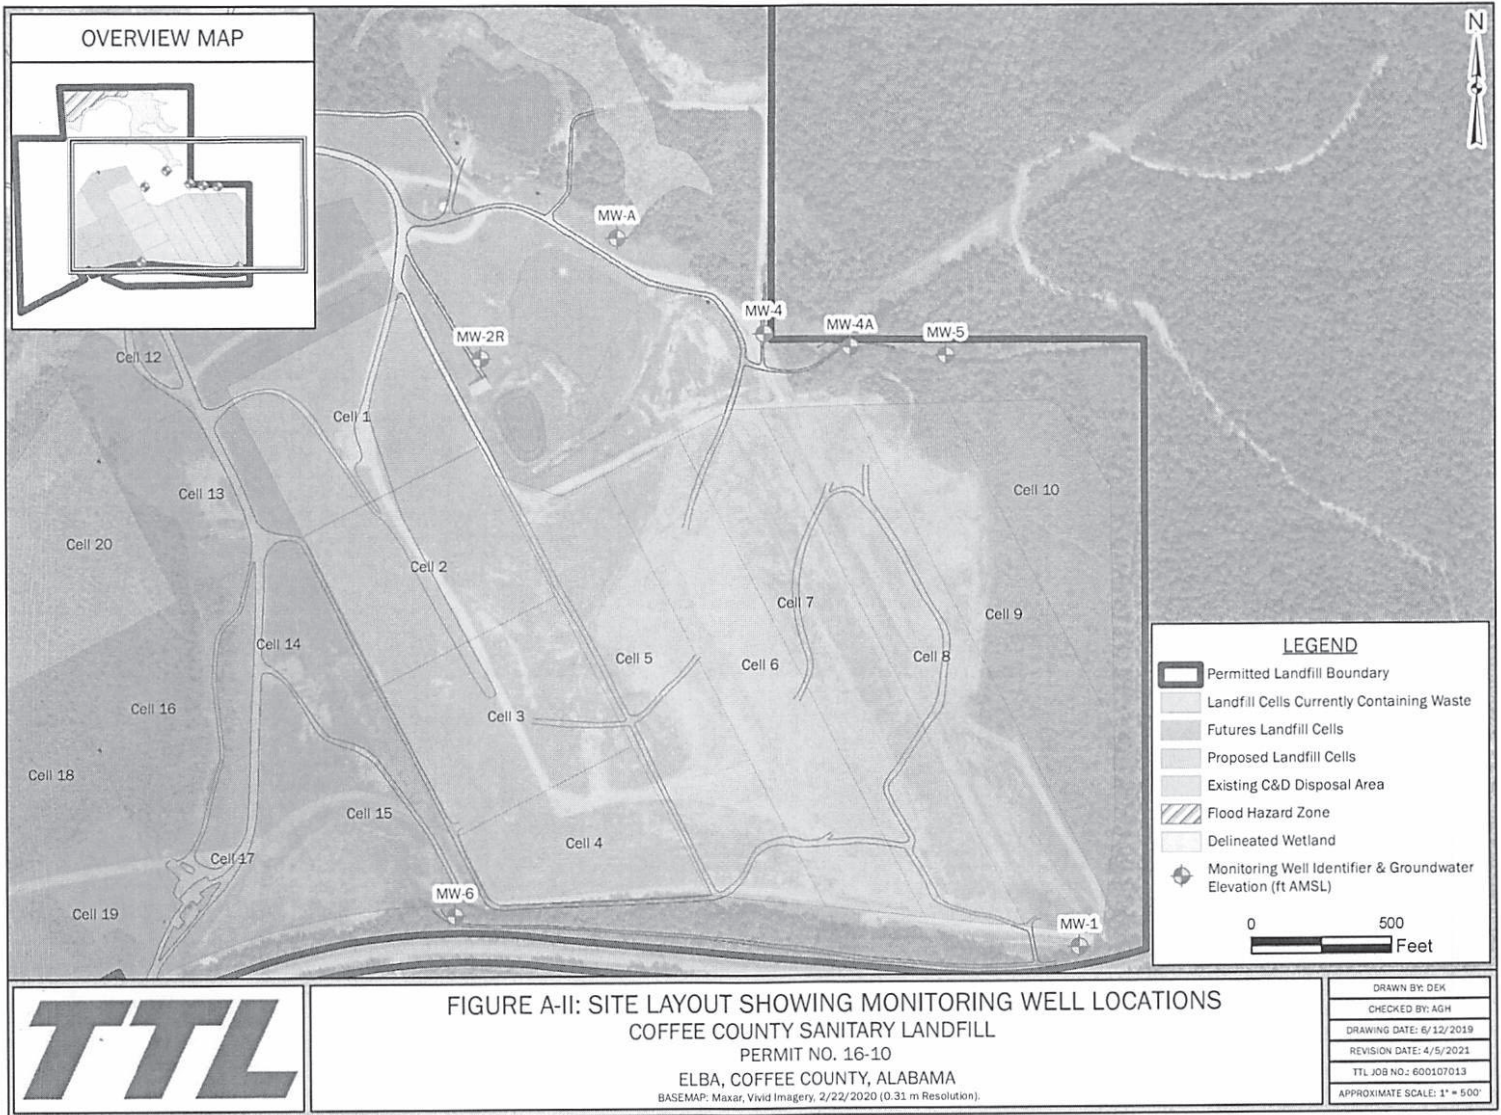 OVERVIEW MAP
N
MW-A
MW-4
MW-4A
MW-5
MW-2R
Cell 12
Cell 1
Cell 13
Cell 10
Cell 20
Cell 2
Cell 7
Cell 9
Cell 14
Cell 5
Cell 6
Cell 8
Cell 16
Cell 3
Cell 18
Cell 15
Cell 4
Cell 17
MW-6
Cell 19
MW-1
LEGEND
Permitted Landfill Boundary
Landfill Cells Currently Containing Waste
Futures Landfill Cells
Proposed Landfill Cells
Existing C&D Disposal Area
Flood Hazard Zone
Delineated Wetland
Monitoring Well Identifier & Groundwater
Elevation (ft AMSL)
0 500
Feet
TTL
FIGURE A-II: SITE LAYOUT SHOWING MONITORING WELL LOCATIONS
COFFEE COUNTY SANITARY LANDFILL
PERMIT NO. 16-10
ELBA, COFFEE COUNTY, ALABAMA
BASEMAP: Maxar, Vivid Imagery, 2/22/2020 (0.31 m Resolution).
DRAWN BY: DEK
CHECKED BY: AGH
DRAWING DATE: 6/12/2019
REVISION DATE: 4/5/2021
TTL JOB NO.: 600107013
APPROXIMATE SCALE: 1" = 500'